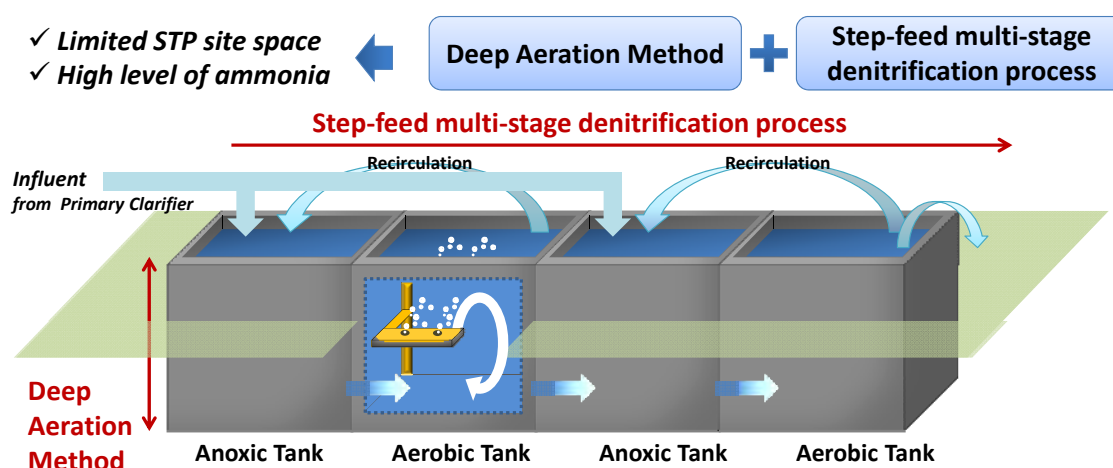 ✓ Limited STP site space
✓ High level of ammonia
Deep Aeration Method
Step-feed multi-stage
denitrification process
Step-feed multi-stage denitrification process
Recirculation
Recirculation
Influent
from Primary Clarifier
Deep
Aeration
Method
Anoxic Tank
Aerobic Tank
Anoxic Tank
Aerobic Tank